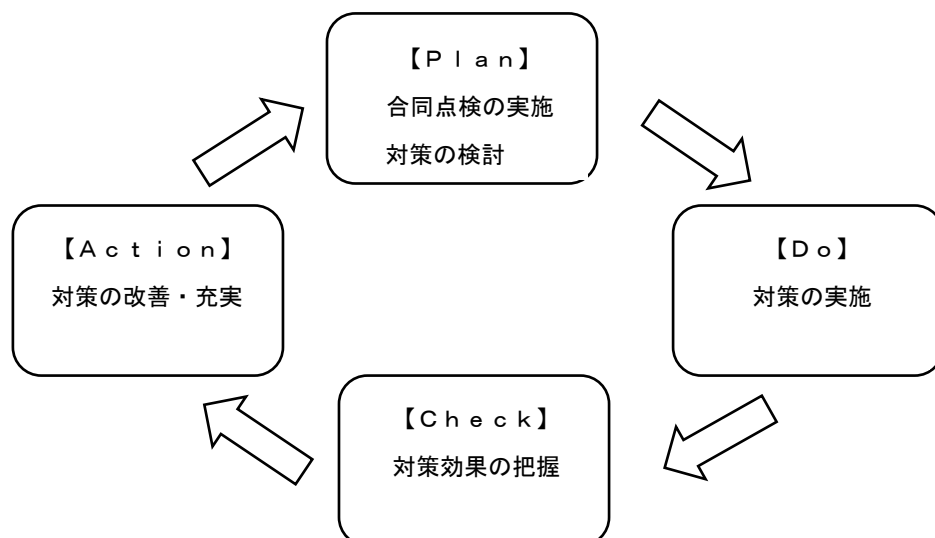 【Ｐｌａｎ】
合同点検の実施
対策の検討
【Ｄｏ】
対策の実施
【Ｃｈｅｃｋ】
対策効果の把握
【Ａｃｔｉｏｎ】
対策の改善・充実